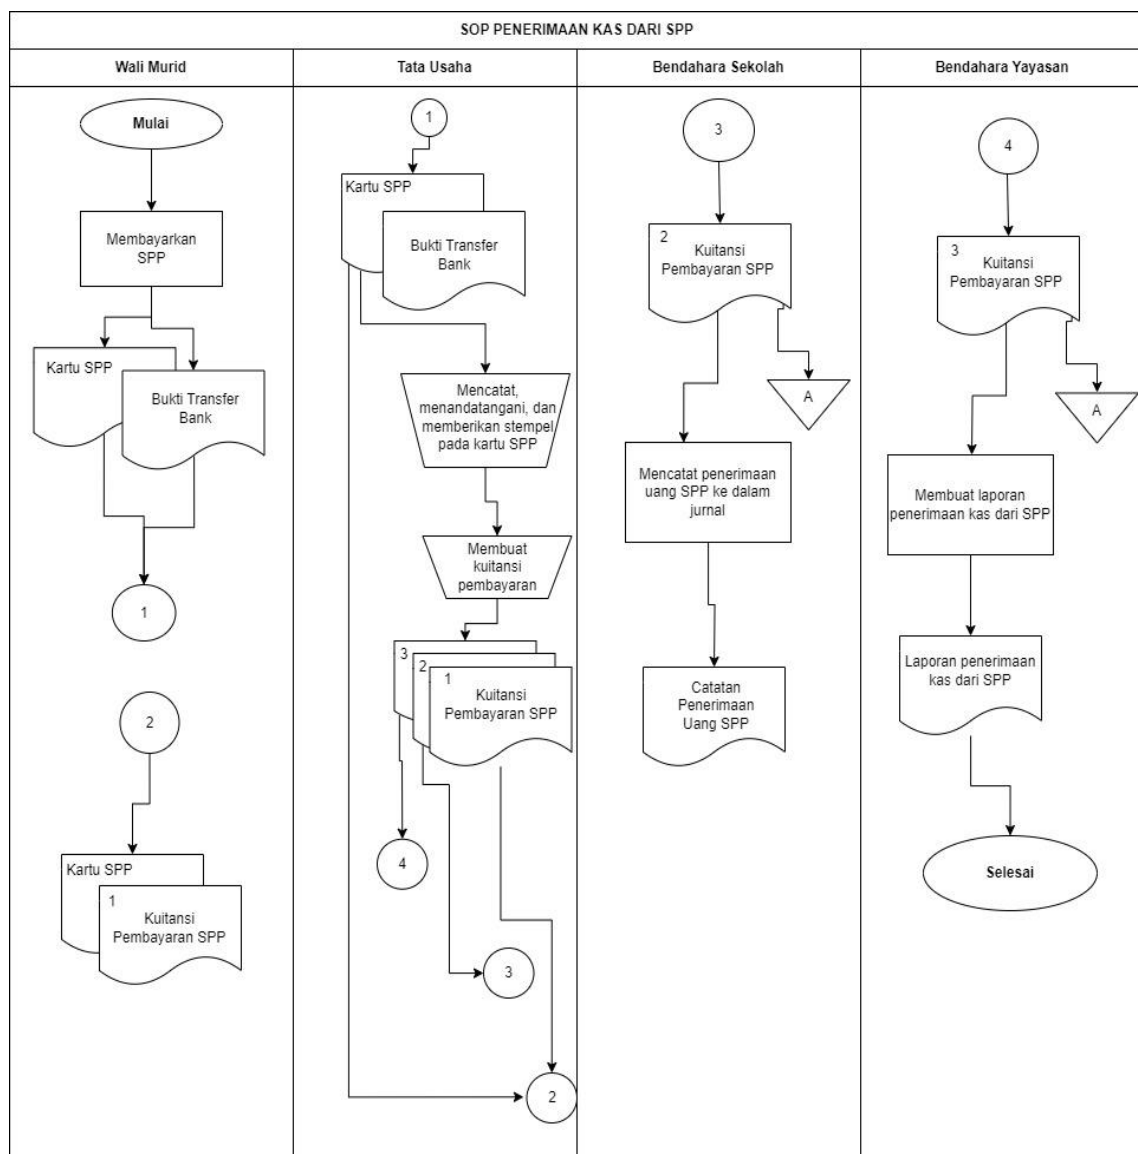 SOP PENERIMAAN KAS DARI SPP
Wali Murid
Tata Usaha
Bendahara Sekolah
Bendahara Yayasan
Mulai
Membayarkan
SPP
Kartu SPP
Bukti Transfer
Bank
1
2
Kartu SPP
1
Kuitansi
Pembayaran SPP
1
Kartu SPP
Bukti Transfer
Bank
Mencatat,
menandatangani, dan
memberikan stempel
pada kartu SPP
Membuat
kuitansi
pembayaran
3
2
1
Kuitansi
Pembayaran SPP
4
3
2
3
2
Kuitansi
Pembayaran SPP
A
Mencatat penerimaan
uang SPP ke dalam
jurnal
Catatan
Penerimaan
Uang SPP
4
3
Kuitansi
Pembayaran SPP
A
Membuat laporan
penerimaan kas dari SPP
Laporan penerimaan
kas dari SPP
Selesai